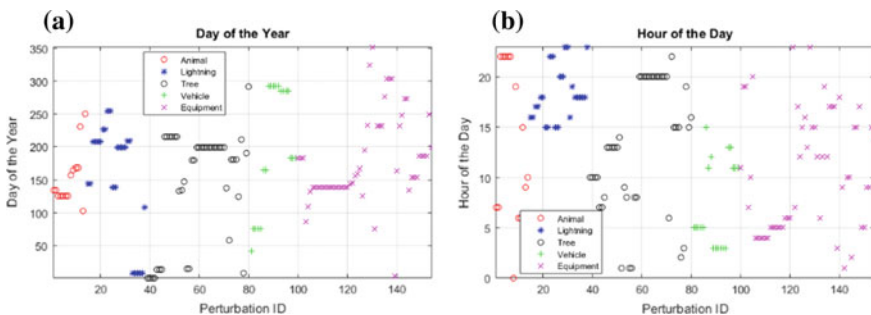 (a)
Day of the Year
Day of the Year
350
300
250
200
150
100
50
Animal
Lightning
Tree
Vehicle
Equipment
20
40
60
80
100
120
140
Perturbation ID
(b)
Hour of the Day
Hour of the Day
20
15
10
5
0
Animal
Lightning
Tree
Vehicle
Equipment
20
40
60
80
100
120
140
Perturbation ID